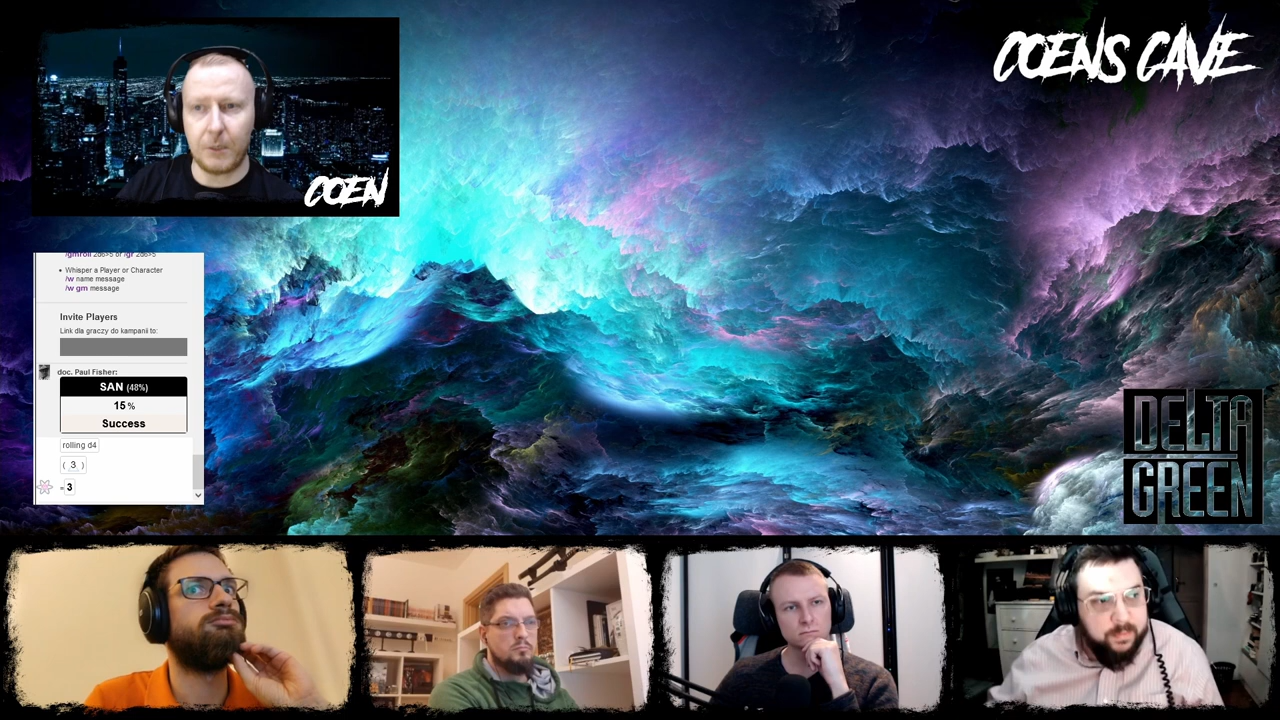 COENS CAVE
COEN
/gmroll 2d6>5 or /gr 2d6>5
• Whisper a Player or Character
/w name message
/w gm message
Invite Players
Link dla graczy do kampanii to:
doc. Paul Fisher:
SAN (48%)
15 %
Success
rolling d4
( 3 )
=3
DELTA
GREEN